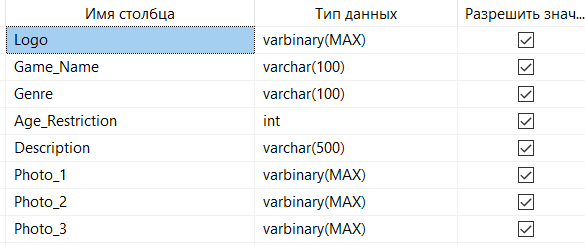 Имя столбца Тип данных Разрешить знач...
Logo varbinary(MAX)
Game_Name varchar(100)
Genre varchar(100)
Age_Restriction int
Description varchar(500)
Photo_1 varbinary(MAX)
Photo_2 varbinary(MAX)
Photo_3 varbinary(MAX)